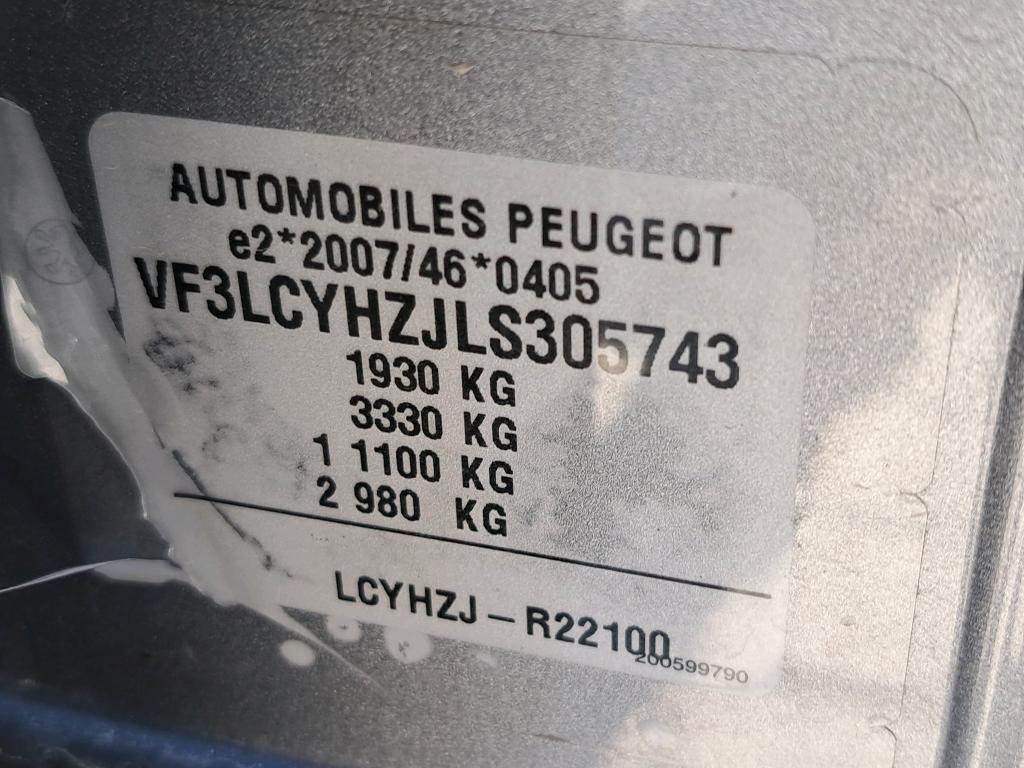 AUTOMOBILES PEUGEOT
e2*2007/46*0405
VF3LCYHZJLS305743
1930 KG
3330 KG
1 1100 KG
2 980 KG
LCYHZJ – R22100
200599790